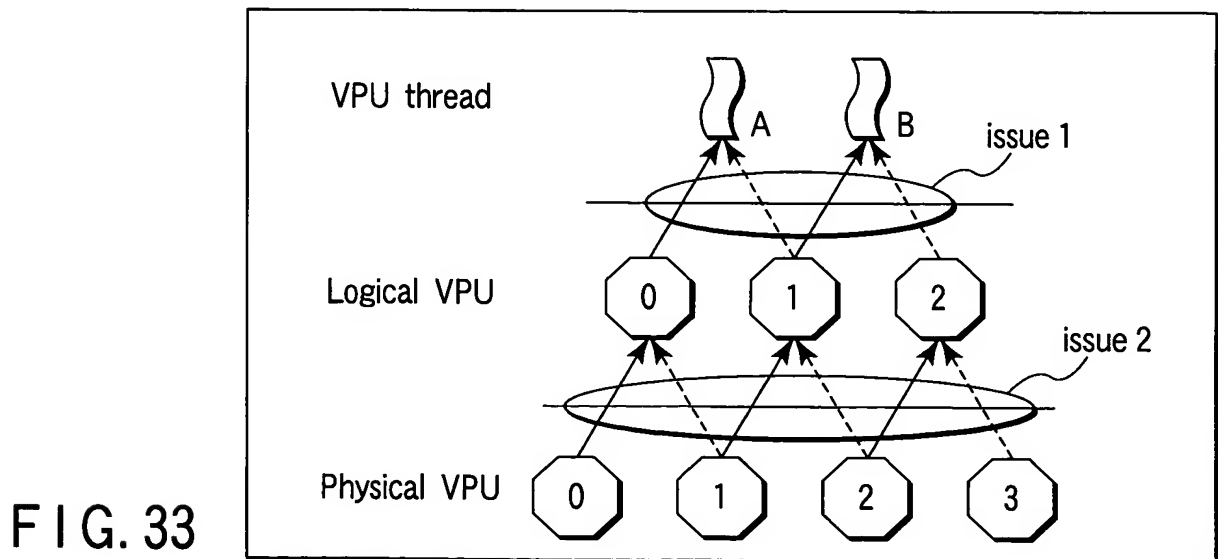 VPU thread
A
B
issue 1
Logical VPU
0
1
2
issue 2
Physical VPU
0
1
2
3
FIG. 33